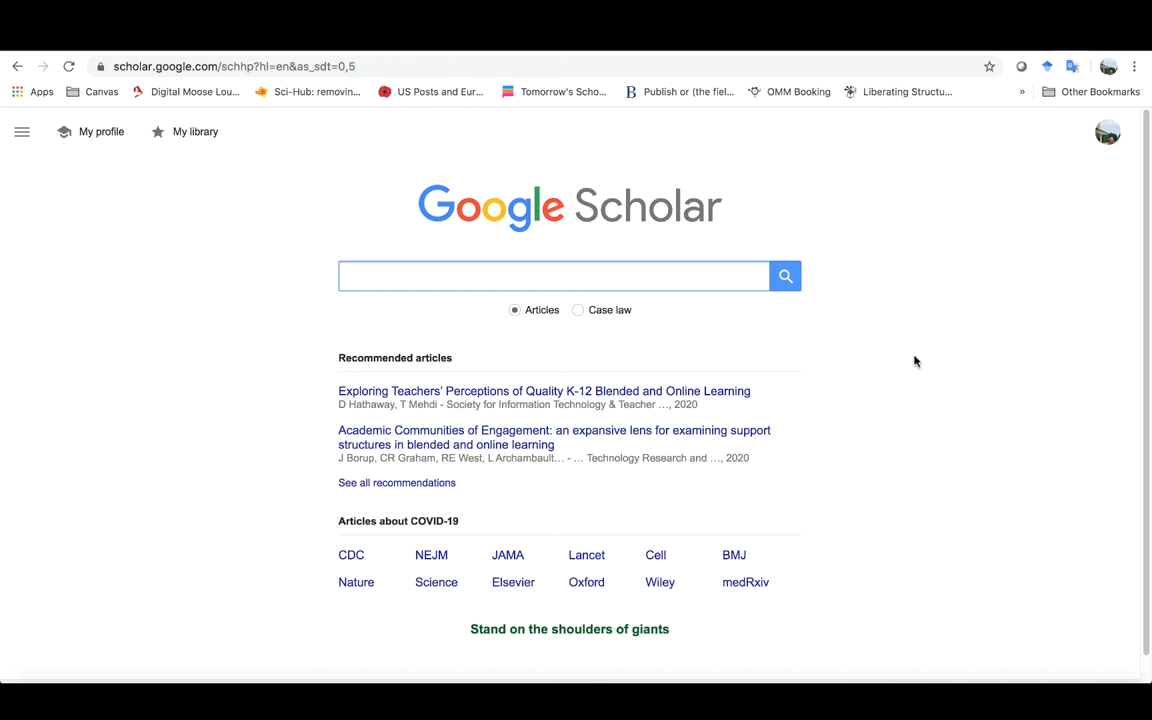 scholar.google.com/schhp?hl=en&as_sdt=0,5
Apps Canvas Digital Moose Lou... Sci-Hub: removin... US Posts and Eur... Tomorrow's Scho... Publish or (the fiel... OMM Booking Liberating Structu... » Other Bookmarks
My profile My library
Google Scholar
Articles Case law
Recommended articles
Exploring Teachers' Perceptions of Quality K-12 Blended and Online Learning
D Hathaway, T Mehdi - Society for Information Technology & Teacher ..., 2020
Academic Communities of Engagement: an expansive lens for examining support
structures in blended and online learning
J Borup, CR Graham, RE West, L Archambault... - ... Technology Research and ..., 2020
See all recommendations
Articles about COVID-19
CDC NEJM JAMA Lancet Cell BMJ
Nature Science Elsevier Oxford Wiley medRxiv
Stand on the shoulders of giants